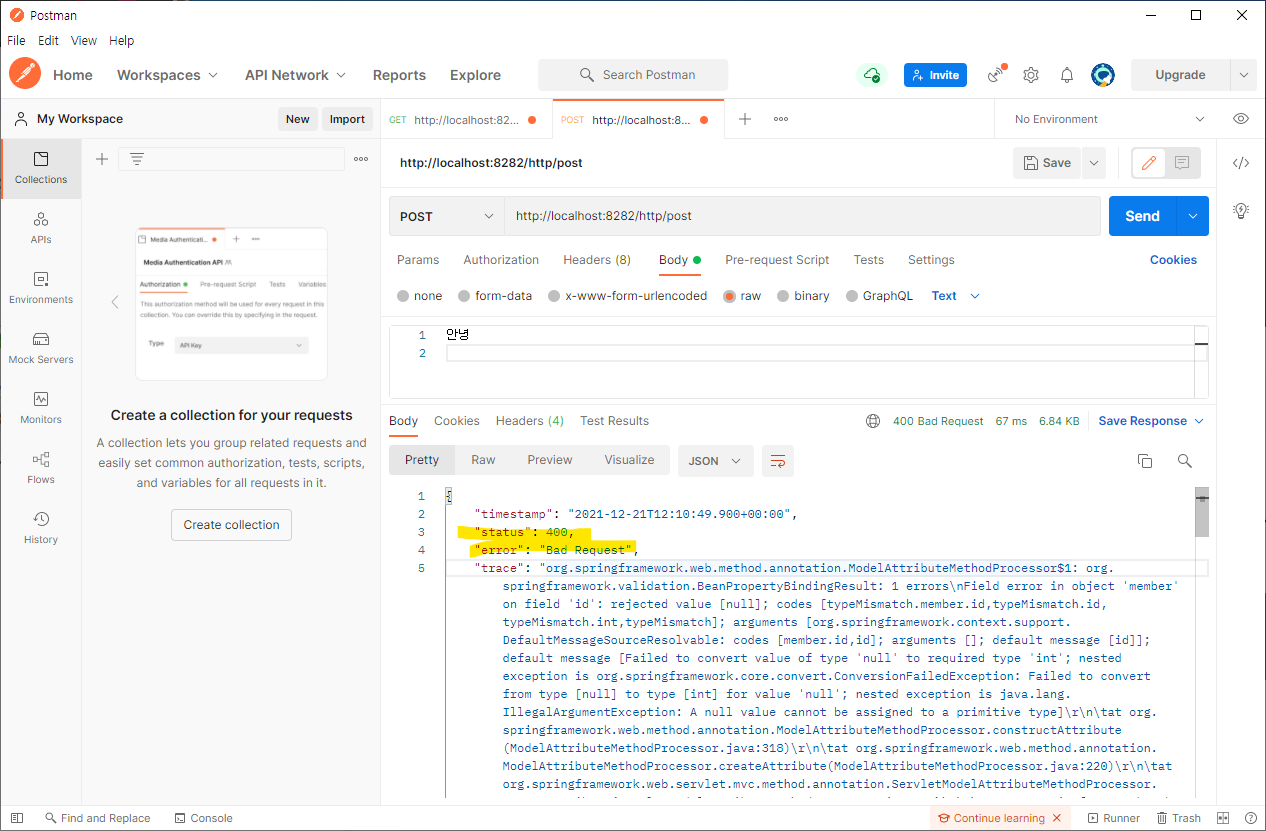 Postman
File Edit View Help
Home Workspaces API Network Reports Explore Search Postman Invite Upgrade
My Workspace New Import GET http://localhost:82... POST http://localhost:8... No Environment
Collections
APIs
Environments
Mock Servers
Monitors
Flows
History
Media Authenticati...
Media Authentication API
Authorization Pre-request Script Tests Variables
This authorization method will be used for every request in this
collection. You can override this by specifying in the request.
Type API Key
Create a collection for your requests
A collection lets you group related requests and
easily set common authorization, tests, scripts,
and variables for all requests in it.
Create collection
http://localhost:8282/http/post Save
POST http://localhost:8282/http/post Send
Params Authorization Headers (8) Body Pre-request Script Tests Settings Cookies
none form-data x-www-form-urlencoded raw binary GraphQL Text
1 안녕
2
Body Cookies Headers (4) Test Results 400 Bad Request 67 ms 6.84 KB Save Response
Pretty Raw Preview Visualize JSON
1 {
2 "timestamp": "2021-12-21T12:10:49.900+00:00",
3 "status": 400,
4 "error": "Bad Request",
5 "trace": "org.springframework.web.method.annotation.ModelAttributeMethodProcessor$1: org.
springframework.validation.BeanPropertyBindingResult: 1 errors\nField error in object 'member'
on field 'id': rejected value [null]; codes [typeMismatch.member.id,typeMismatch.id,
typeMismatch.int,typeMismatch]; arguments [org.springframework.context.support.
DefaultMessageSourceResolvable: codes [member.id,id]; arguments []; default message [id]];
default message [Failed to convert value of type 'null' to required type 'int'; nested
exception is org.springframework.core.convert.ConversionFailedException: Failed to convert
from type [null] to type [int] for value 'null'; nested exception is java.lang.
IllegalArgumentException: A null value cannot be assigned to a primitive type]\r\n\tat org.
springframework.web.method.annotation.ModelAttributeMethodProcessor.constructAttribute
(ModelAttributeMethodProcessor.java:318)\r\n\tat org.springframework.web.method.annotation.
ModelAttributeMethodProcessor.createAttribute(ModelAttributeMethodProcessor.java:220)\r\n\tat
org.springframework.web.servlet.mvc.method.annotation.ServletModelAttributeMethodProcessor.
Find and Replace Console Continue learning Runner Trash